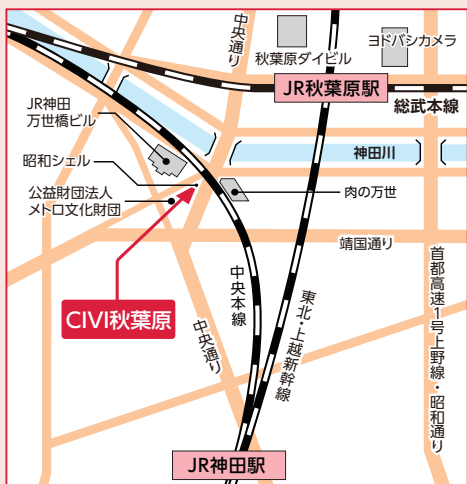 中央通り
秋葉原ダイビル
ヨドバシカメラ
JR秋葉原駅
総武本線
JR神田
万世橋ビル
昭和シェル
神田川
公益財団法人
メトロ文化財団
肉の万世
靖国通り
CIVI秋葉原
中央本線
東北・上越新幹線
首都高速1号上野線・昭和通り
中央通り
JR神田駅